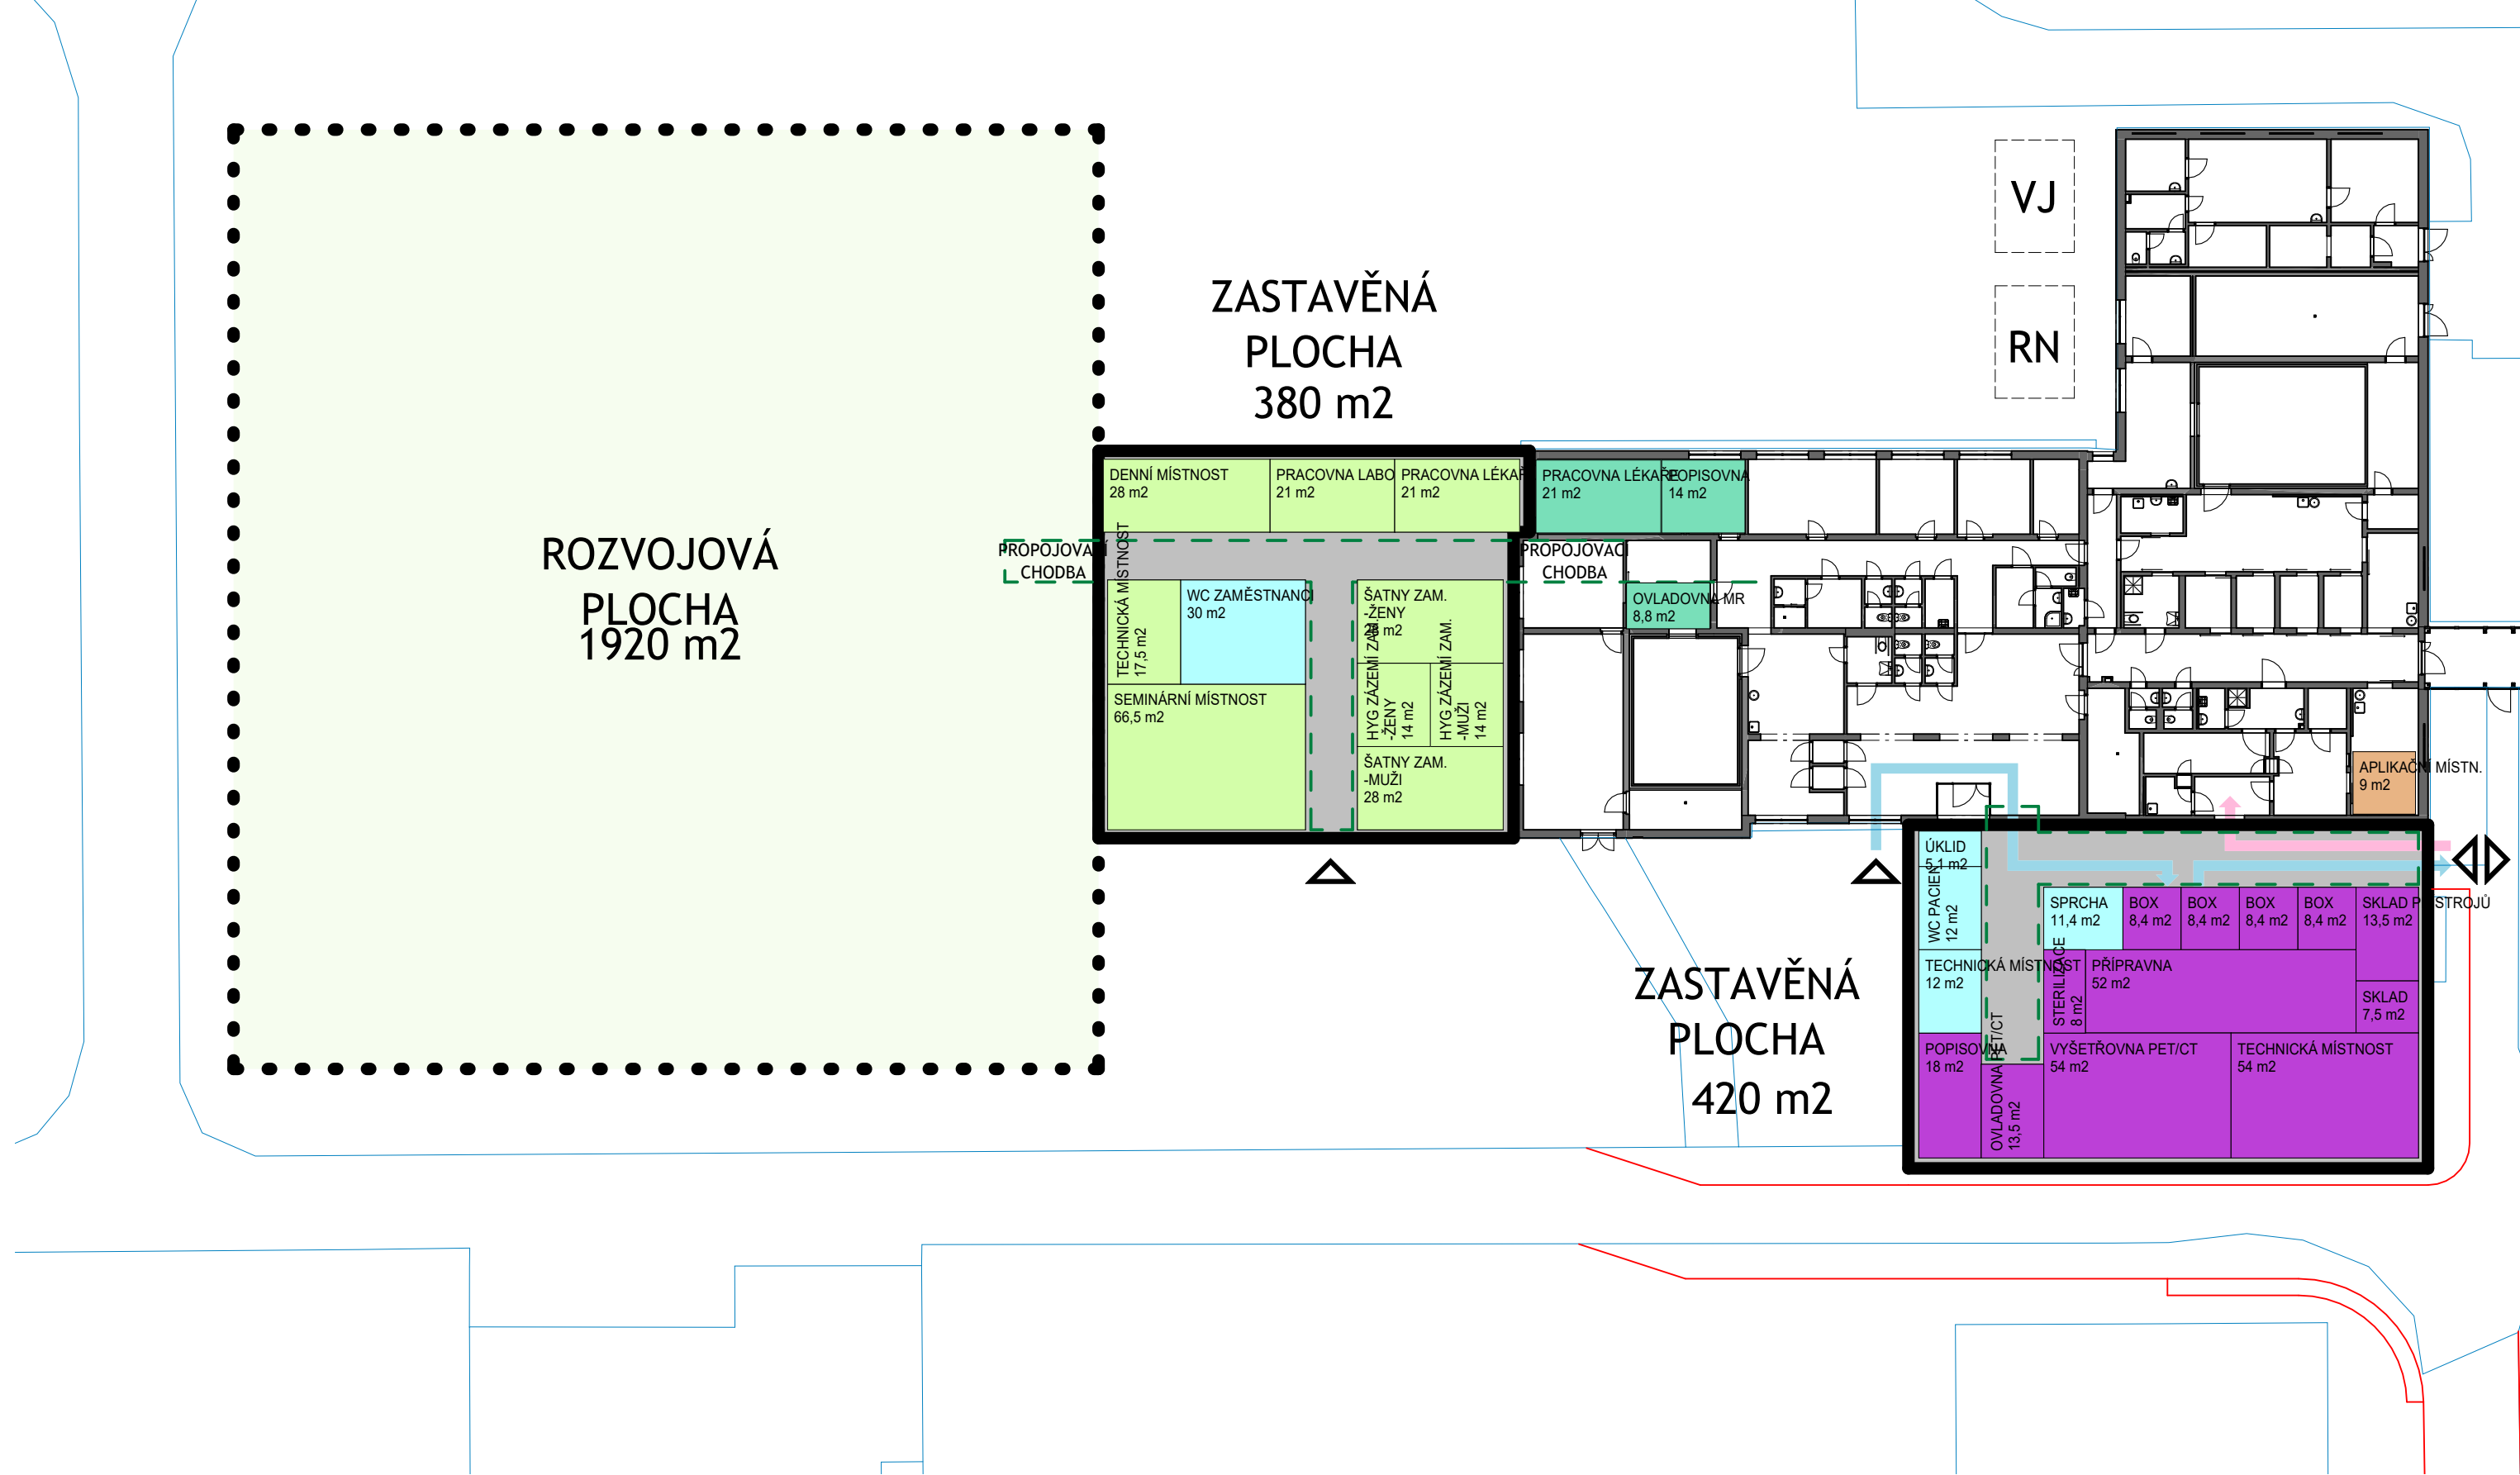 VJ
RN
ZASTAVĚNÁ
PLOCHA
380 m2
ROZVOJOVÁ
PLOCHA
1920 m2
DENNÍ MÍSTNOST
28 m2
PRACOVNA LABO
21 m2
PRACOVNA LÉKAŘ
21 m2
PRACOVNA LÉKAŘE
21 m2
POPISOVNA
14 m2
PROPOJOVACÍ
CHODBA
PROPOJOVACÍ
CHODBA
TECHNICKÁ MÍSTNOST
17,5 m2
WC ZAMĚSTNANCI
30 m2
ŠATNY ZAM.
-ŽENY
28 m2
OVLADOVNA MR
8,8 m2
HYG ZÁZEMÍ ZAM.
-ŽENY
14 m2
HYG ZÁZEMÍ ZAM.
-MUŽI
14 m2
SEMINÁRNÍ MÍSTNOST
66,5 m2
ŠATNY ZAM.
-MUŽI
28 m2
APLIKAČNÍ MÍSTN.
9 m2
ÚKLID
5,1 m2
WC PACIENT
12 m2
SPRCHA
11,4 m2
BOX
8,4 m2
BOX
8,4 m2
BOX
8,4 m2
BOX
8,4 m2
SKLAD PŘÍSTROJŮ
13,5 m2
TECHNICKÁ MÍSTNOST
12 m2
STERILIZACE
8 m2
PŘÍPRAVNA
52 m2
SKLAD
7,5 m2
POPISOVNA
18 m2
OVLADOVNA PET/CT
13,5 m2
VYŠETŘOVNA PET/CT
54 m2
TECHNICKÁ MÍSTNOST
54 m2
ZASTAVĚNÁ
PLOCHA
420 m2